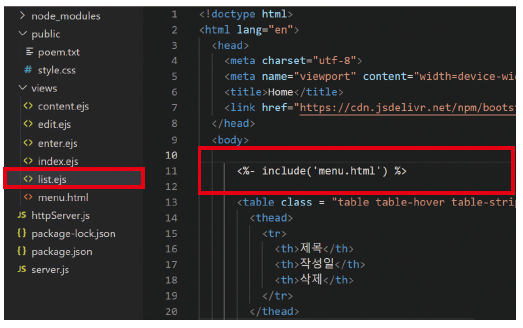 node_modules
public
poem.txt
# style.css
views
<> content.ejs
<> edit.ejs
<> enter.ejs
<> index.ejs
<> list.ejs
<> menu.html
JS httpServer.js
{} package-lock.json
{} package.json
JS server.js
1 <!doctype html>
2 <html lang="en">
3 <head>
4 <meta charset="utf-8">
5 <meta name="viewport" content="width=device-wid
6 <title>Home</title>
7 <link href="https://cdn.jsdelivr.net/npm/boots
8 </head>
9 <body>
10
11 <%- include('menu.html') %>
12
13 <table class = "table table-hover table-strip
14 <thead>
15 <tr>
16 <th>제목</th>
17 <th>작성일</th>
18 <th>삭제</th>
19 </tr>
20 </thead>